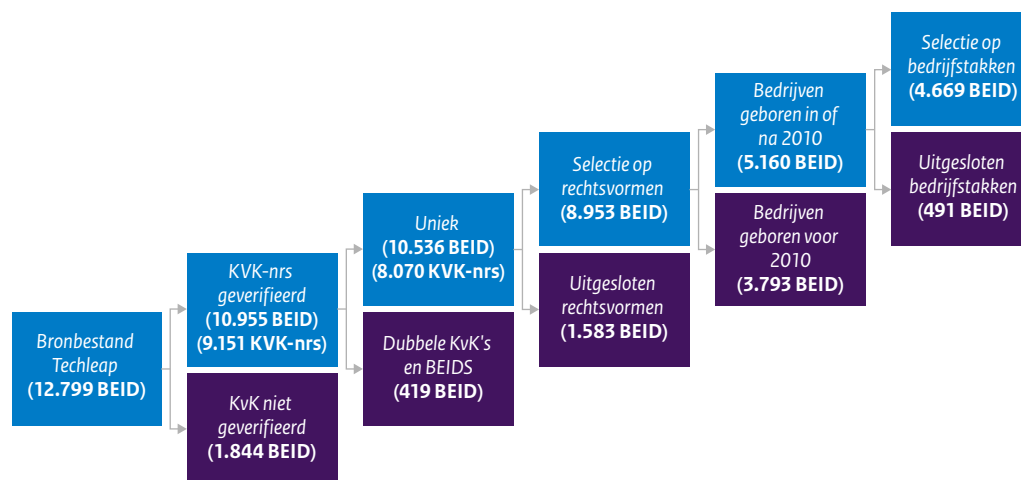 Bronbestand
Techleap
(12.799 BEID)
KVK-nrs
geverifieerd
(10.955 BEID)
(9.151 KVK-nrs)
KvK niet
geverifieerd
(1.844 BEID)
Uniek
(10.536 BEID)
(8.070 KVK-nrs)
Dubbele KvK's
en BEIDS
(419 BEID)
Selectie op
rechtsvormen
(8.953 BEID)
Uitgesloten
rechtsvormen
(1.583 BEID)
Bedrijven
geboren in of
na 2010
(5.160 BEID)
Bedrijven
geboren voor
2010
(3.793 BEID)
Selectie op
bedrijfstakken
(4.669 BEID)
Uitgesloten
bedrijfstakken
(491 BEID)